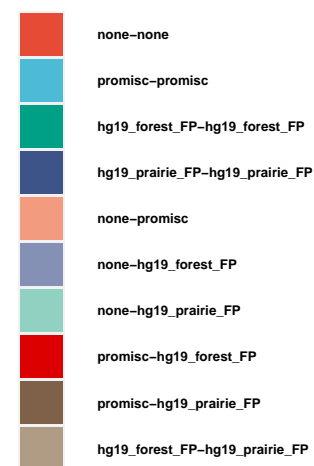 none–none
promisc–promisc
hg19_forest_FP–hg19_forest_FP
hg19_prairie_FP–hg19_prairie_FP
none–promisc
none–hg19_forest_FP
none–hg19_prairie_FP
promisc–hg19_forest_FP
promisc–hg19_prairie_FP
hg19_forest_FP–hg19_prairie_FP